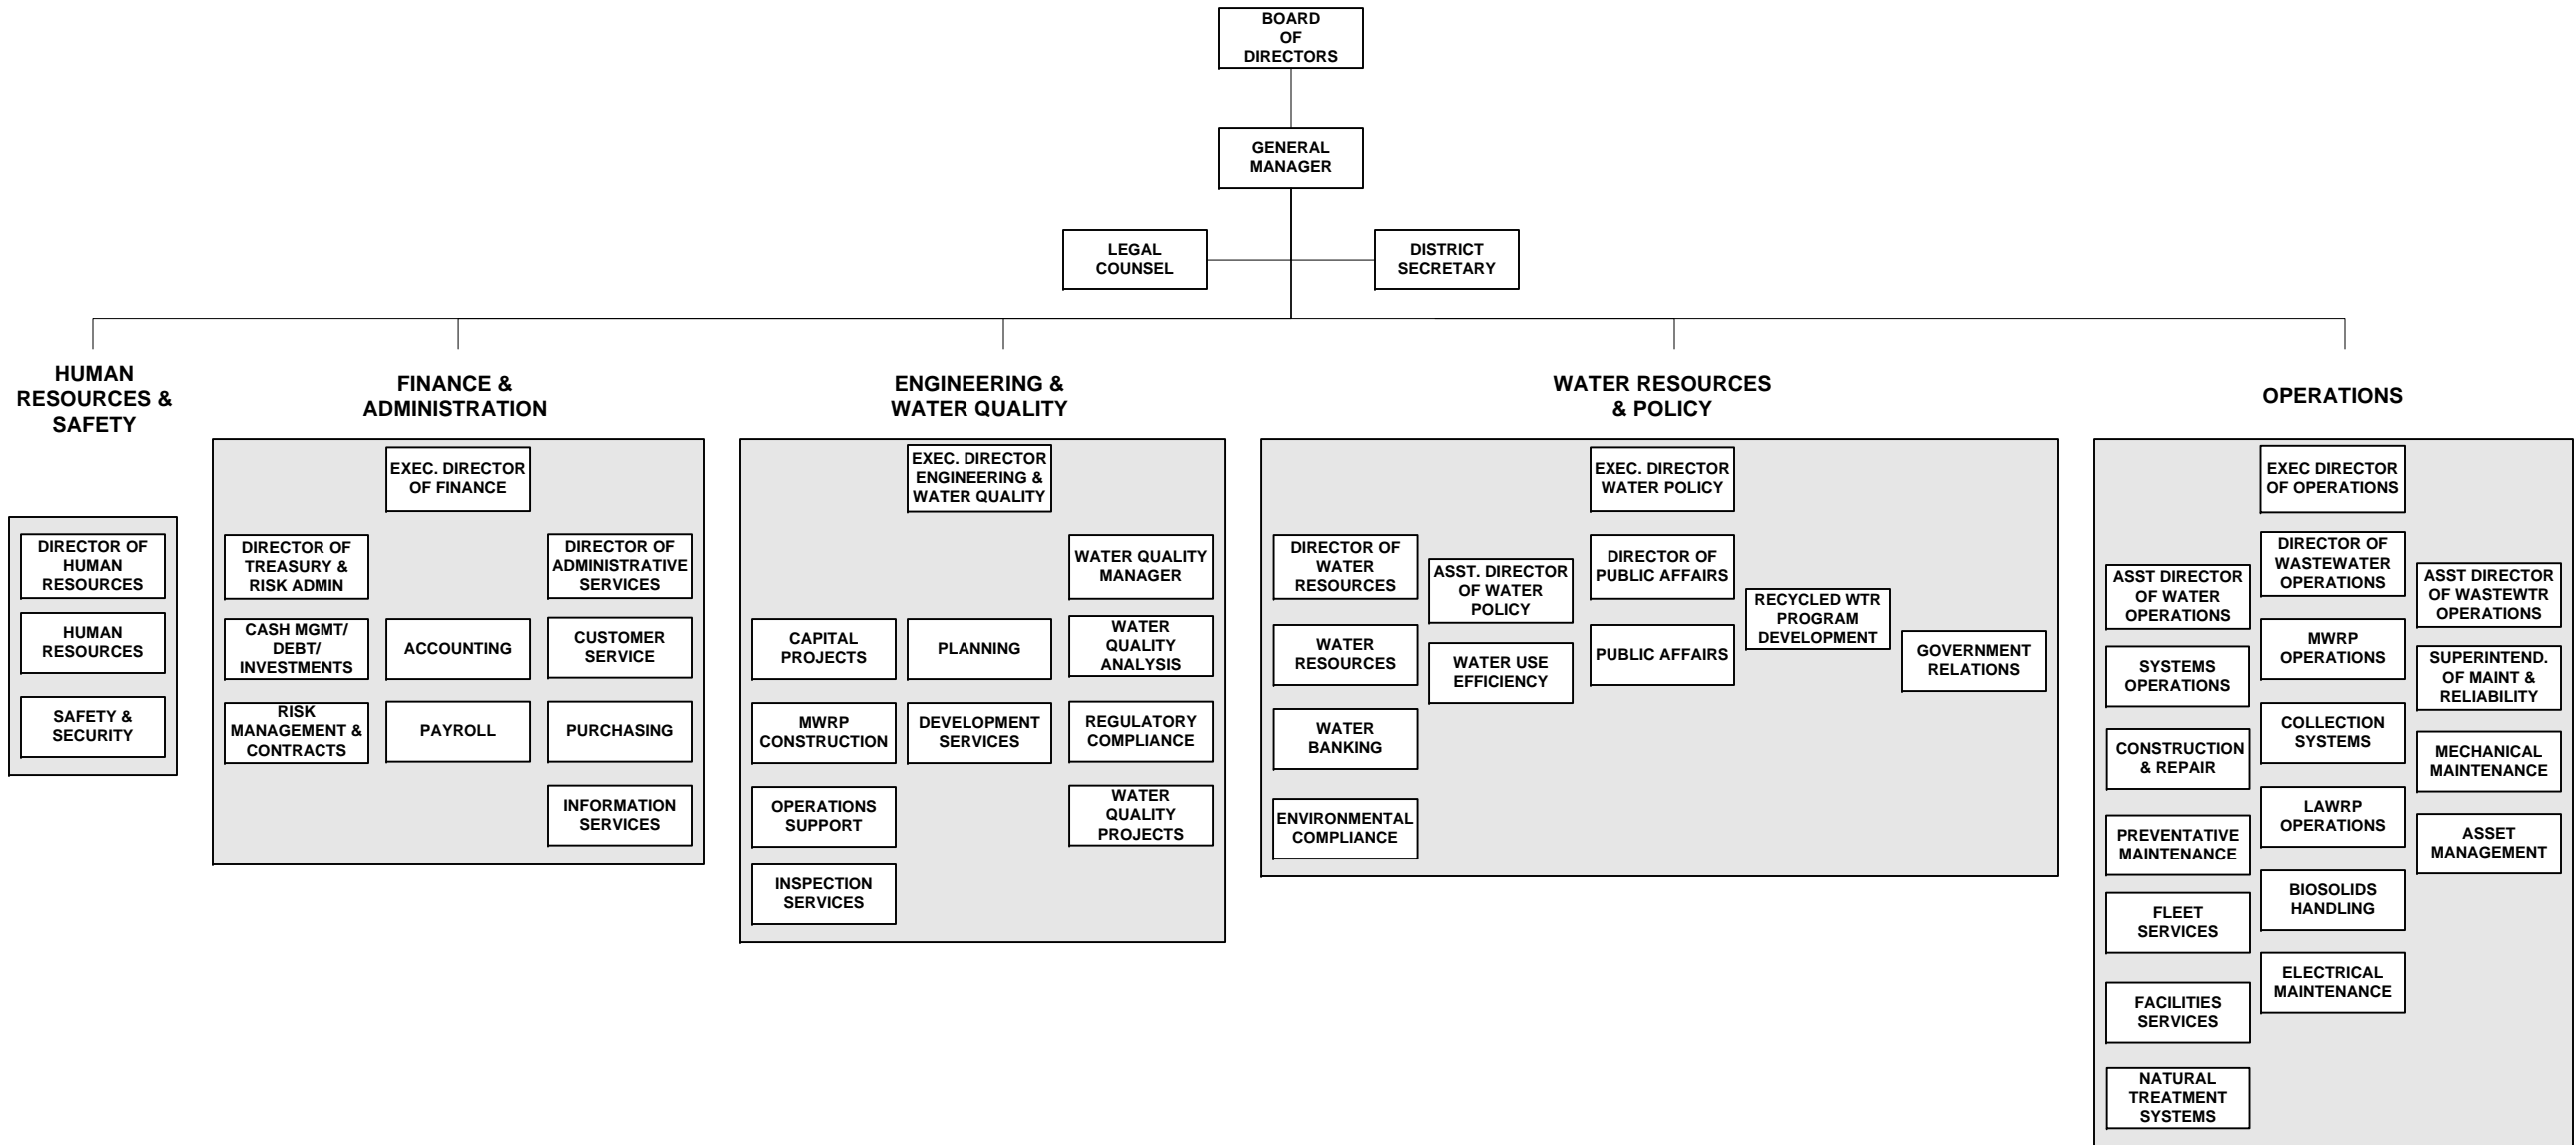 BOARD
OF
DIRECTORS
GENERAL
MANAGER
LEGAL
COUNSEL
DISTRICT
SECRETARY
HUMAN
RESOURCES &
SAFETY
DIRECTOR OF
HUMAN
RESOURCES
HUMAN
RESOURCES
SAFETY &
SECURITY
FINANCE &
ADMINISTRATION
EXEC. DIRECTOR
OF FINANCE
DIRECTOR OF
TREASURY &
RISK ADMIN
CASH MGMT/
DEBT/
INVESTMENTS
RISK
MANAGEMENT &
CONTRACTS
ACCOUNTING
PAYROLL
DIRECTOR OF
ADMINISTRATIVE
SERVICES
CUSTOMER
SERVICE
PURCHASING
INFORMATION
SERVICES
ENGINEERING &
WATER QUALITY
EXEC. DIRECTOR
ENGINEERING &
WATER QUALITY
CAPITAL
PROJECTS
MWRP
CONSTRUCTION
OPERATIONS
SUPPORT
INSPECTION
SERVICES
PLANNING
DEVELOPMENT
SERVICES
WATER QUALITY
MANAGER
WATER
QUALITY
ANALYSIS
REGULATORY
COMPLIANCE
WATER
QUALITY
PROJECTS
WATER RESOURCES
& POLICY
EXEC. DIRECTOR
WATER POLICY
DIRECTOR OF
WATER
RESOURCES
WATER
RESOURCES
WATER
BANKING
ENVIRONMENTAL
COMPLIANCE
ASST. DIRECTOR
OF WATER
POLICY
WATER USE
EFFICIENCY
DIRECTOR OF
PUBLIC AFFAIRS
PUBLIC AFFAIRS
RECYCLED WTR
PROGRAM
DEVELOPMENT
GOVERNMENT
RELATIONS
OPERATIONS
EXEC DIRECTOR
OF OPERATIONS
ASST DIRECTOR
OF WATER
OPERATIONS
SYSTEMS
OPERATIONS
CONSTRUCTION
& REPAIR
PREVENTATIVE
MAINTENANCE
FLEET
SERVICES
FACILITIES
SERVICES
NATURAL
TREATMENT
SYSTEMS
DIRECTOR OF
WASTEWATER
OPERATIONS
MWRP
OPERATIONS
COLLECTION
SYSTEMS
LAWRP
OPERATIONS
BIOSOLIDS
HANDLING
ELECTRICAL
MAINTENANCE
ASST DIRECTOR
OF WASTEWTR
OPERATIONS
SUPERINTEND.
OF MAINT &
RELIABILITY
MECHANICAL
MAINTENANCE
ASSET
MANAGEMENT